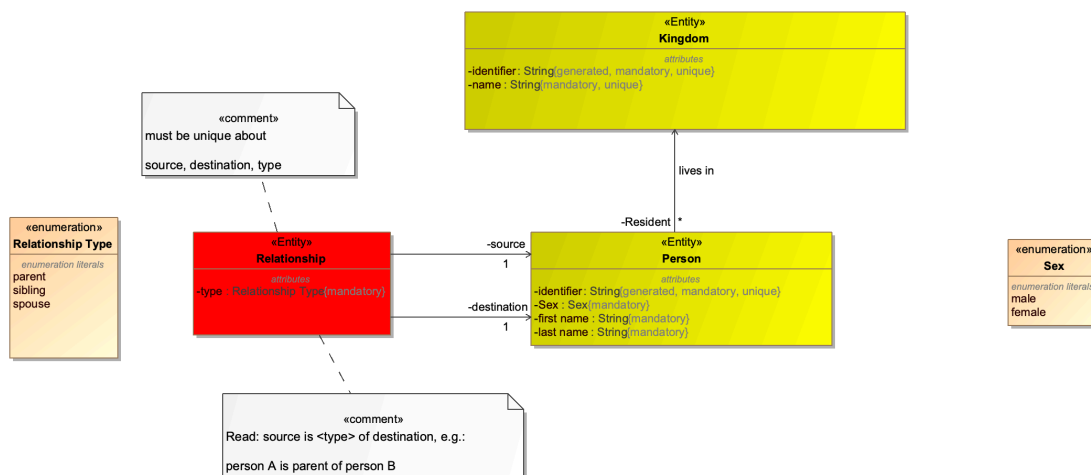 «Entity»
Kingdom
attributes
-identifier : String{generated, mandatory, unique}
-name : String{mandatory, unique}
«comment»
must be unique about
source, destination, type
lives in
-Resident *
«enumeration»
Relationship Type
enumeration literals
parent
sibling
spouse
«Entity»
Relationship
attributes
-type : Relationship Type{mandatory}
-source
1
-destination
1
«Entity»
Person
attributes
-identifier : String{generated, mandatory, unique}
-Sex : Sex{mandatory}
-first name : String{mandatory}
-last name : String{mandatory}
«enumeration»
Sex
enumeration literals
male
female
«comment»
Read: source is <type> of destination, e.g.:
person A is parent of person B